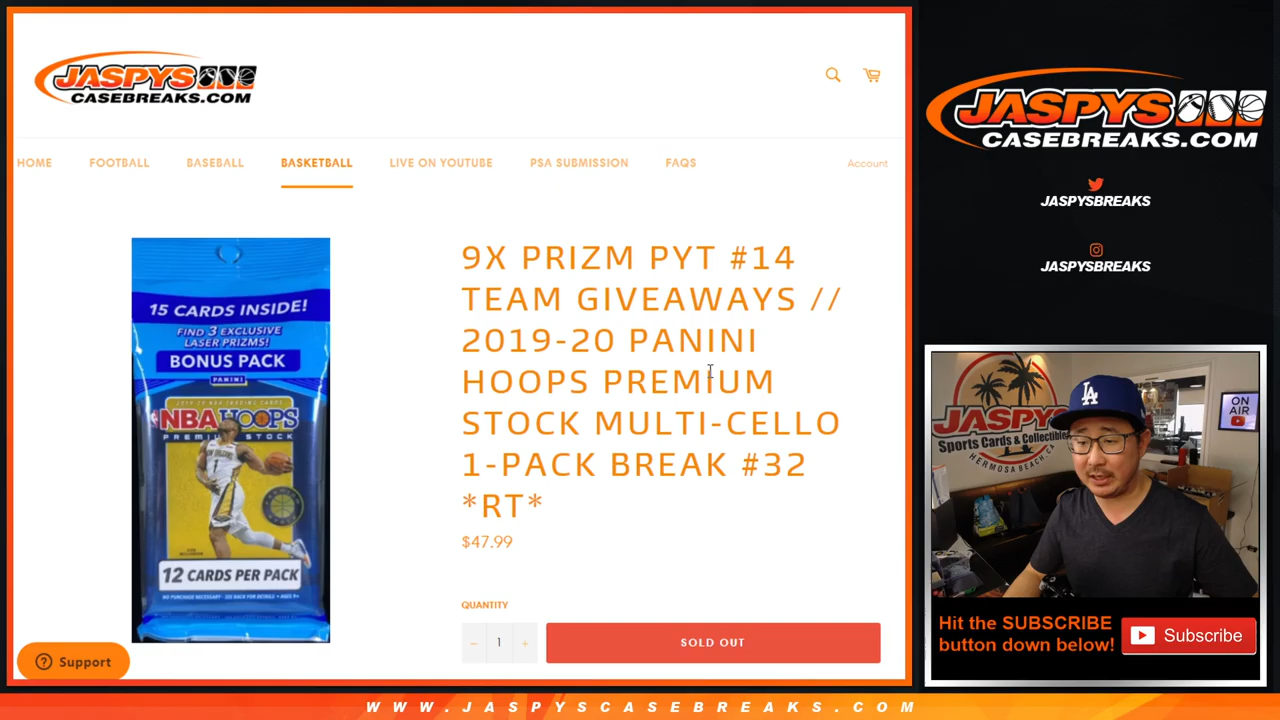 JASPYS
CASEBREAKS.COM
HOME FOOTBALL BASEBALL BASKETBALL LIVE ON YOUTUBE PSA SUBMISSION FAQS Account
15 CARDS INSIDE!
FIND 3 EXCLUSIVE
LASER PRIZMS!
BONUS PACK
PANINI
NBA HOOPS
PREMIUM STOCK
12 CARDS PER PACK
9X PRIZM PYT #14
TEAM GIVEAWAYS //
2019-20 PANINI
HOOPS PREMIUM
STOCK MULTI-CELLO
1-PACK BREAK #32
*RT*
$47.99
QUANTITY
− 1 +
SOLD OUT
Support
JASPYS
CASEBREAKS.COM
JASPYSBREAKS
JASPYSBREAKS
JASPYS
Sports Cards & Collectibles
HERMOSA BEACH, CA
LA
ON
AIR
Hit the SUBSCRIBE
button down below!
Subscribe
WWW.JASPYSCASEBREAKS.COM